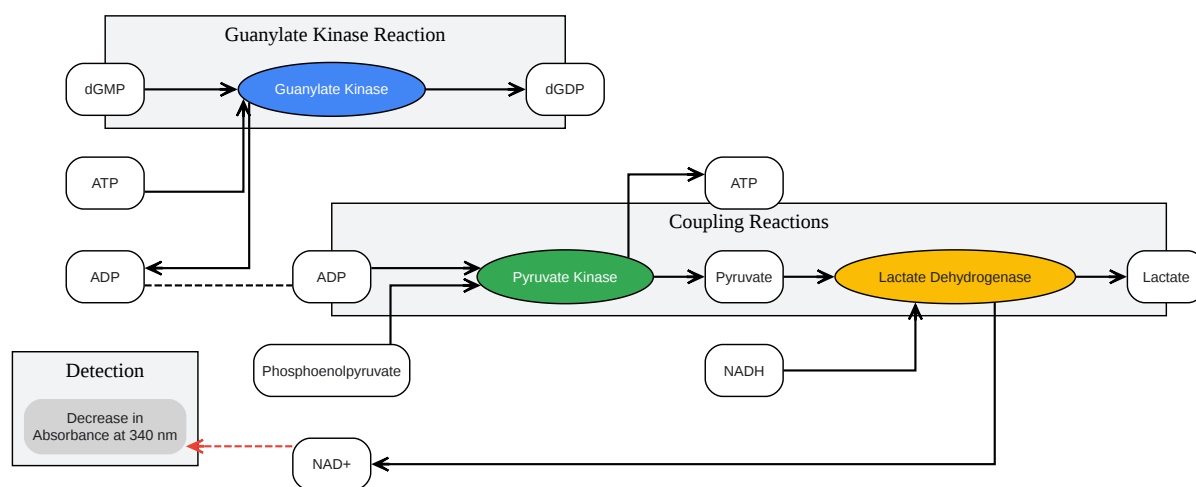 Guanylate Kinase Reaction
dGMP
Guanylate Kinase
dGDP
ATP
ATP
Coupling Reactions
ADP
ADP
Pyruvate Kinase
Pyruvate
Lactate Dehydrogenase
Lactate
Phosphoenolpyruvate
NADH
Detection
Decrease in
Absorbance at 340 nm
NAD+